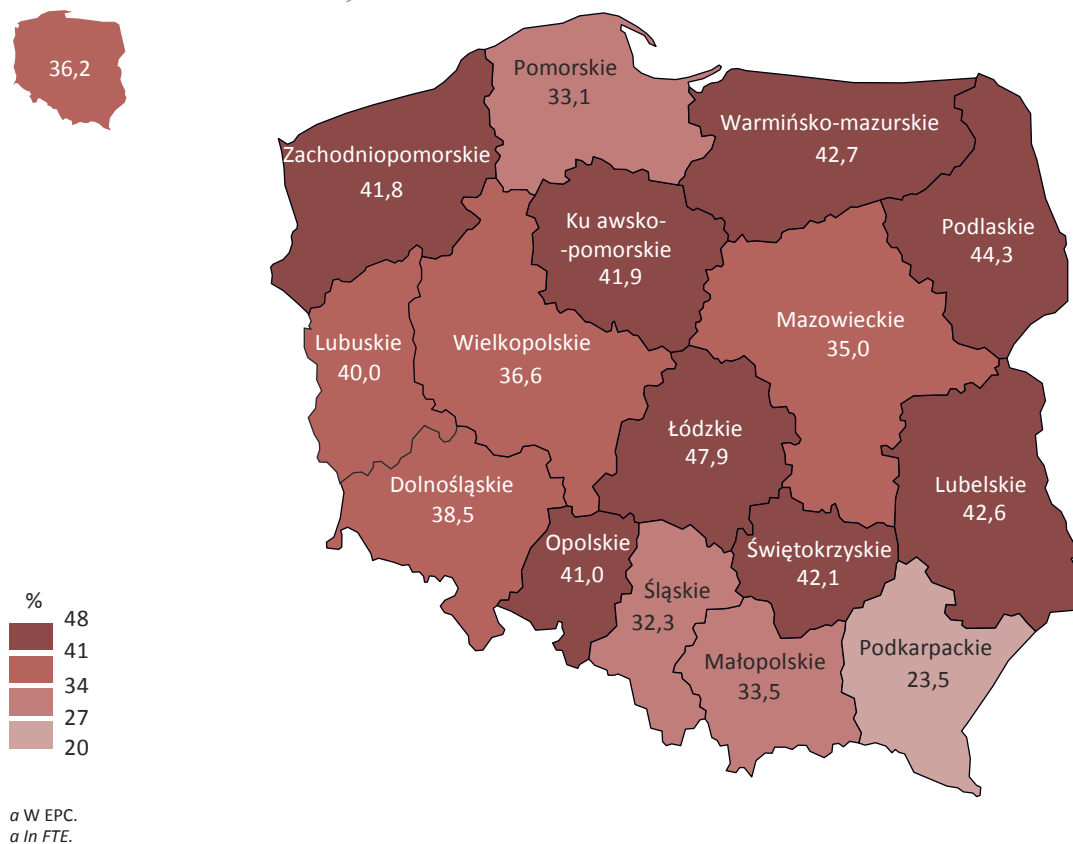 36,2
Pomorskie
33,1
Warmińsko-mazurskie
42,7
Zachodniopomorskie
41,8
Ku awsko-
-pomorskie
41,9
Podlaskie
44,3
Mazowieckie
35,0
Lubuskie
40,0
Wielkopolskie
36,6
Łódzkie
47,9
Dolnośląskie
38,5
Lubelskie
42,6
Opolskie
41,0
Świętokrzyskie
42,1
Śląskie
32,3
Małopolskie
33,5
Podkarpackie
23,5
%
48
41
34
27
20
a W EPC.
a In FTE.